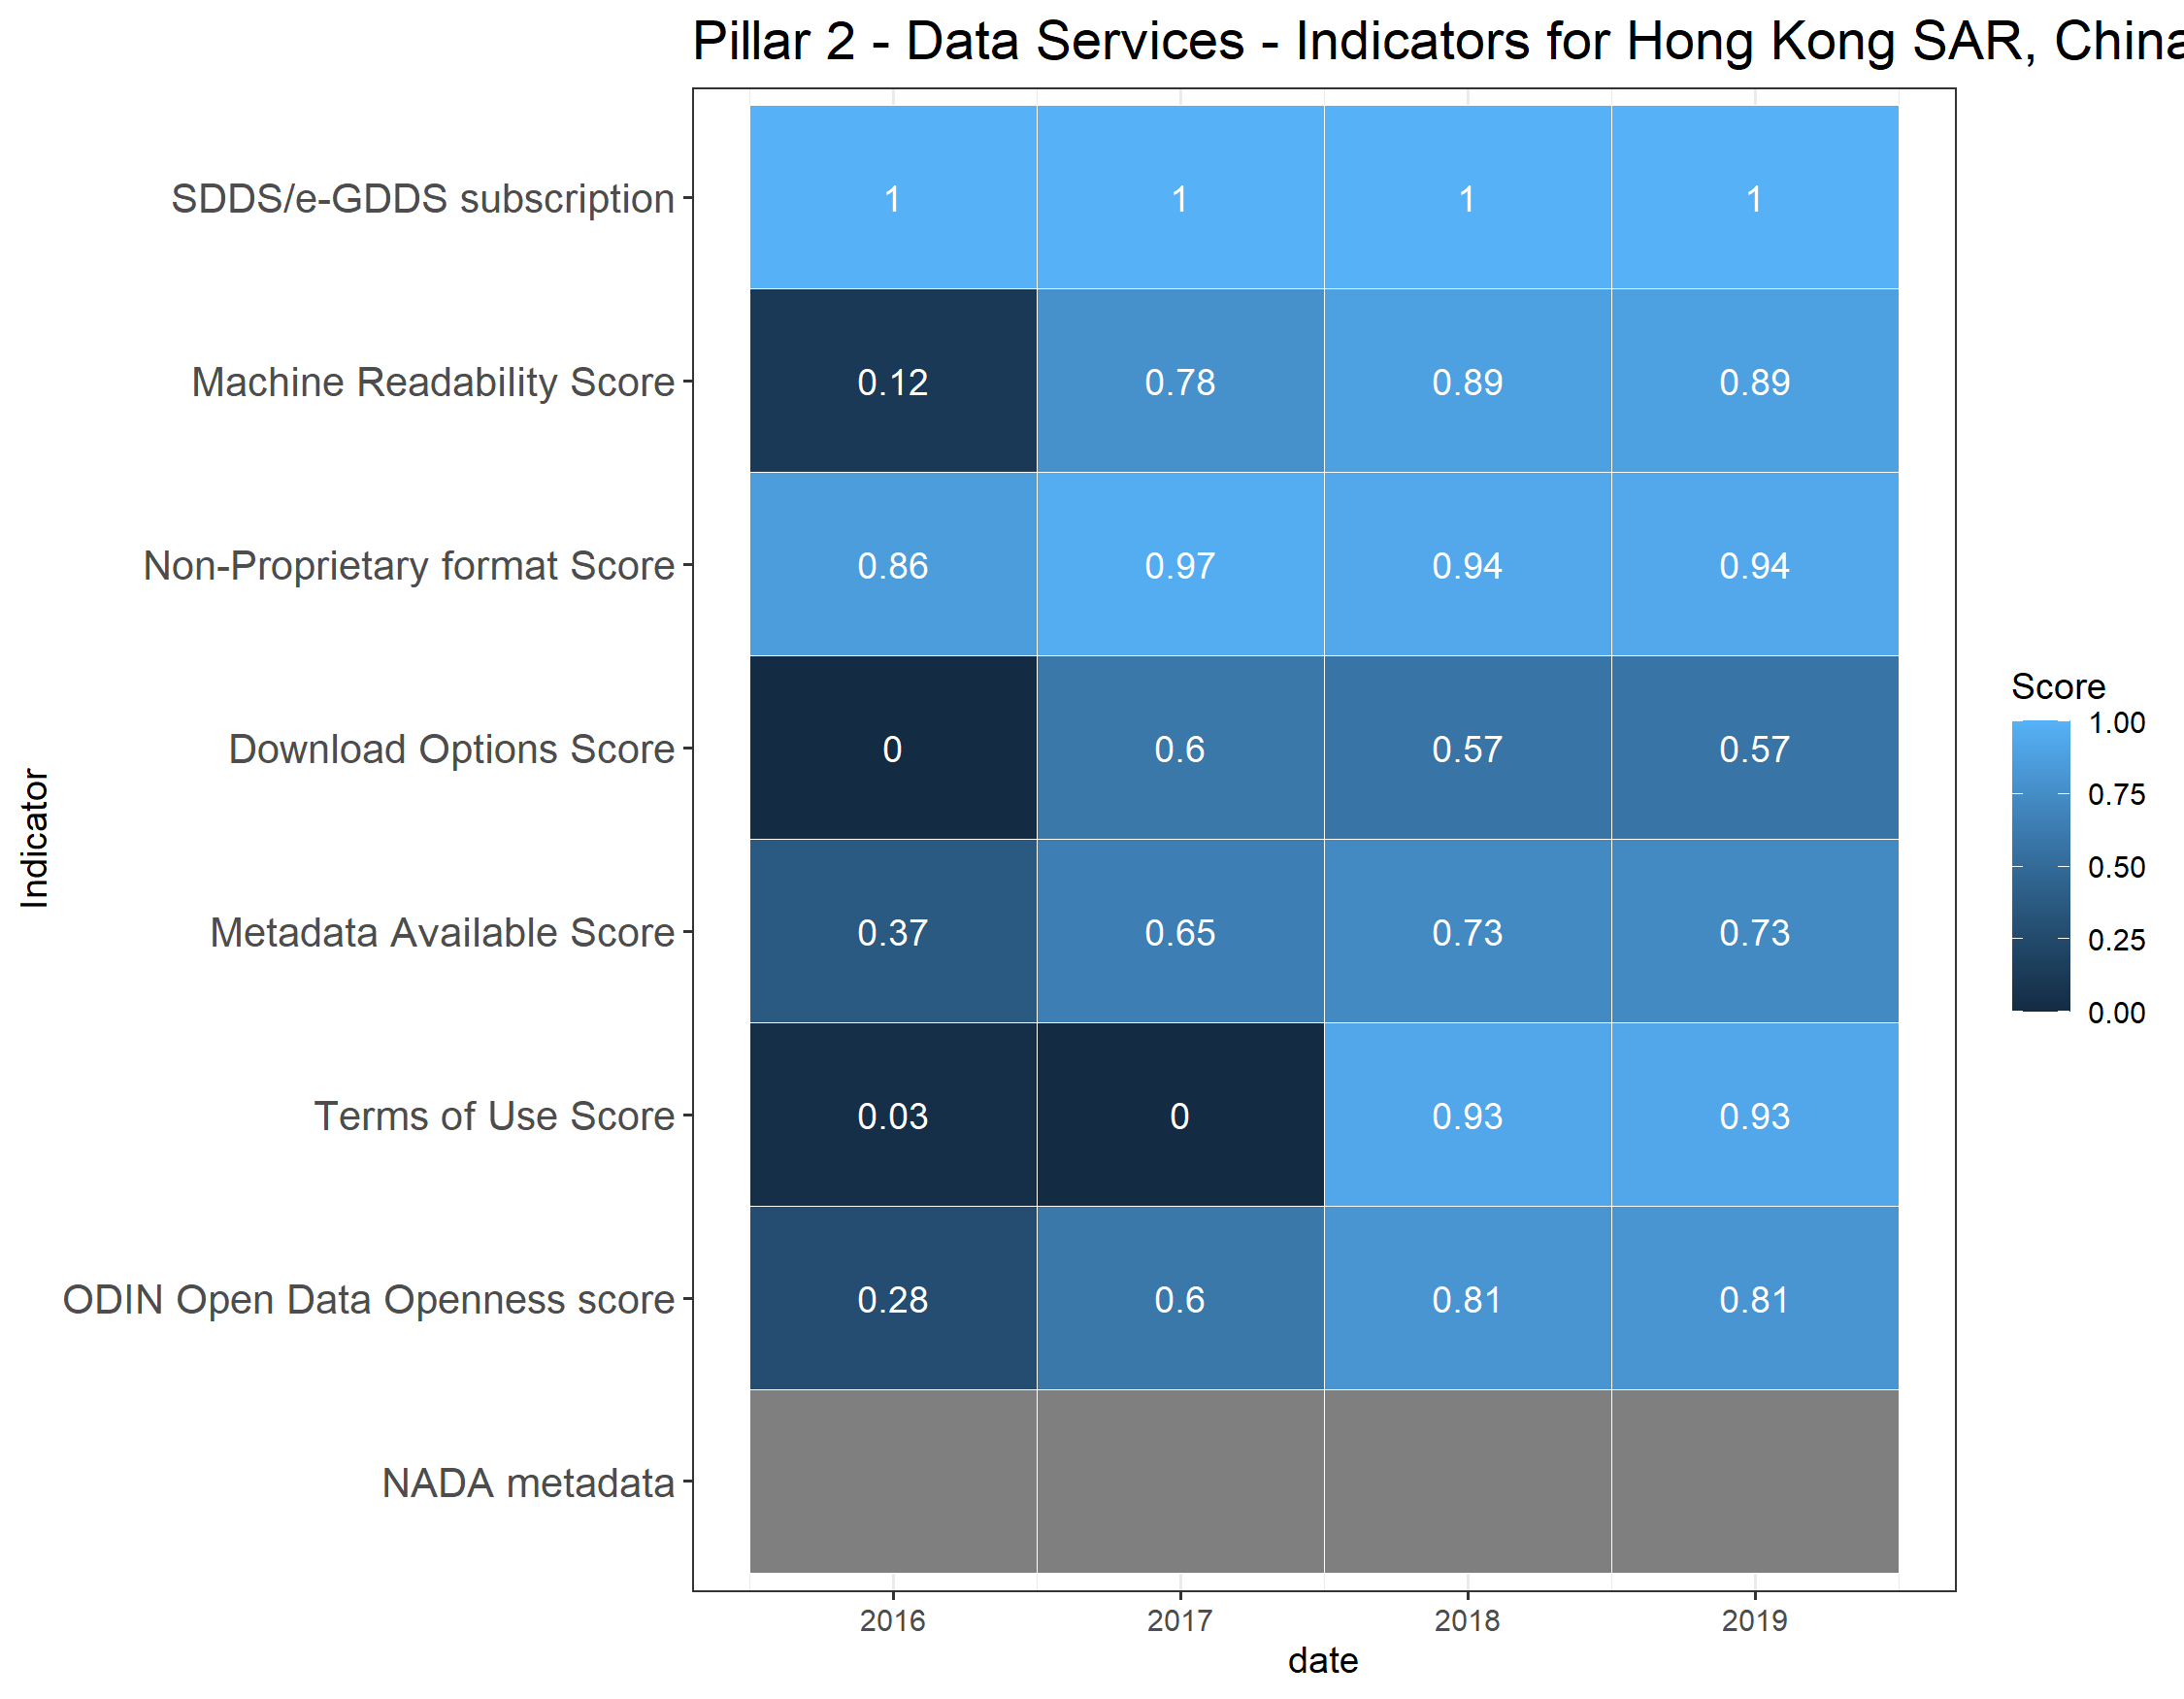 Pillar 2 - Data Services - Indicators for Hong Kong SAR, China
SDDS/e-GDDS subscription 1 1 1 1
Machine Readability Score 0.12 0.78 0.89 0.89
Non-Proprietary format Score 0.86 0.97 0.94 0.94
Download Options Score 0 0.6 0.57 0.57
Metadata Available Score 0.37 0.65 0.73 0.73
Terms of Use Score 0.03 0 0.93 0.93
ODIN Open Data Openness score 0.28 0.6 0.81 0.81
NADA metadata
2016 2017 2018 2019
date
Indicator
Score
1.00
0.75
0.50
0.25
0.00